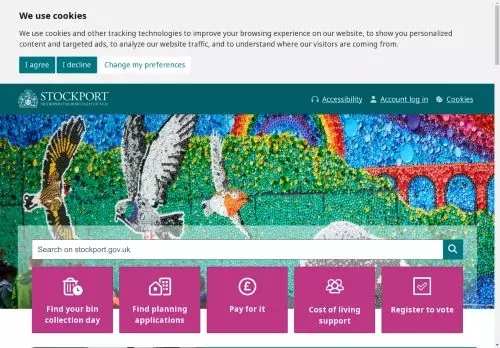 We use cookies
We use cookies and other tracking technologies to improve your browsing experience on our website, to show you personalized
content and targeted ads, to analyze our website traffic, and to understand where our visitors are coming from.
I agree
I decline
Change my preferences
STOCKPORT
METROPOLITAN BOROUGH COUNCIL
Accessibility
Account log in
Cookies
Search on stockport.gov.uk
Find your bin
collection day
Find planning
applications
Pay for it
Cost of living
support
Register to vote